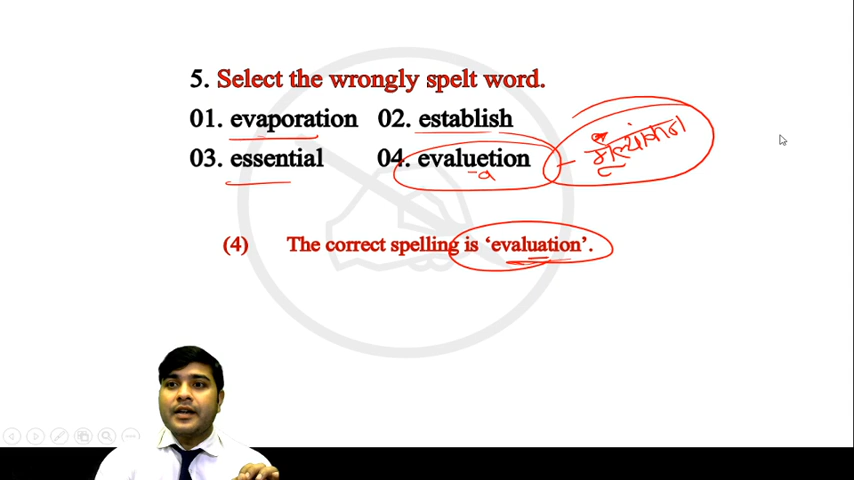 5. Select the wrongly spelt word.
01. evaporation 02. establish
03. essential 04. evaluetion – मूल्यांकन
a
(4) The correct spelling is ‘evaluation’.